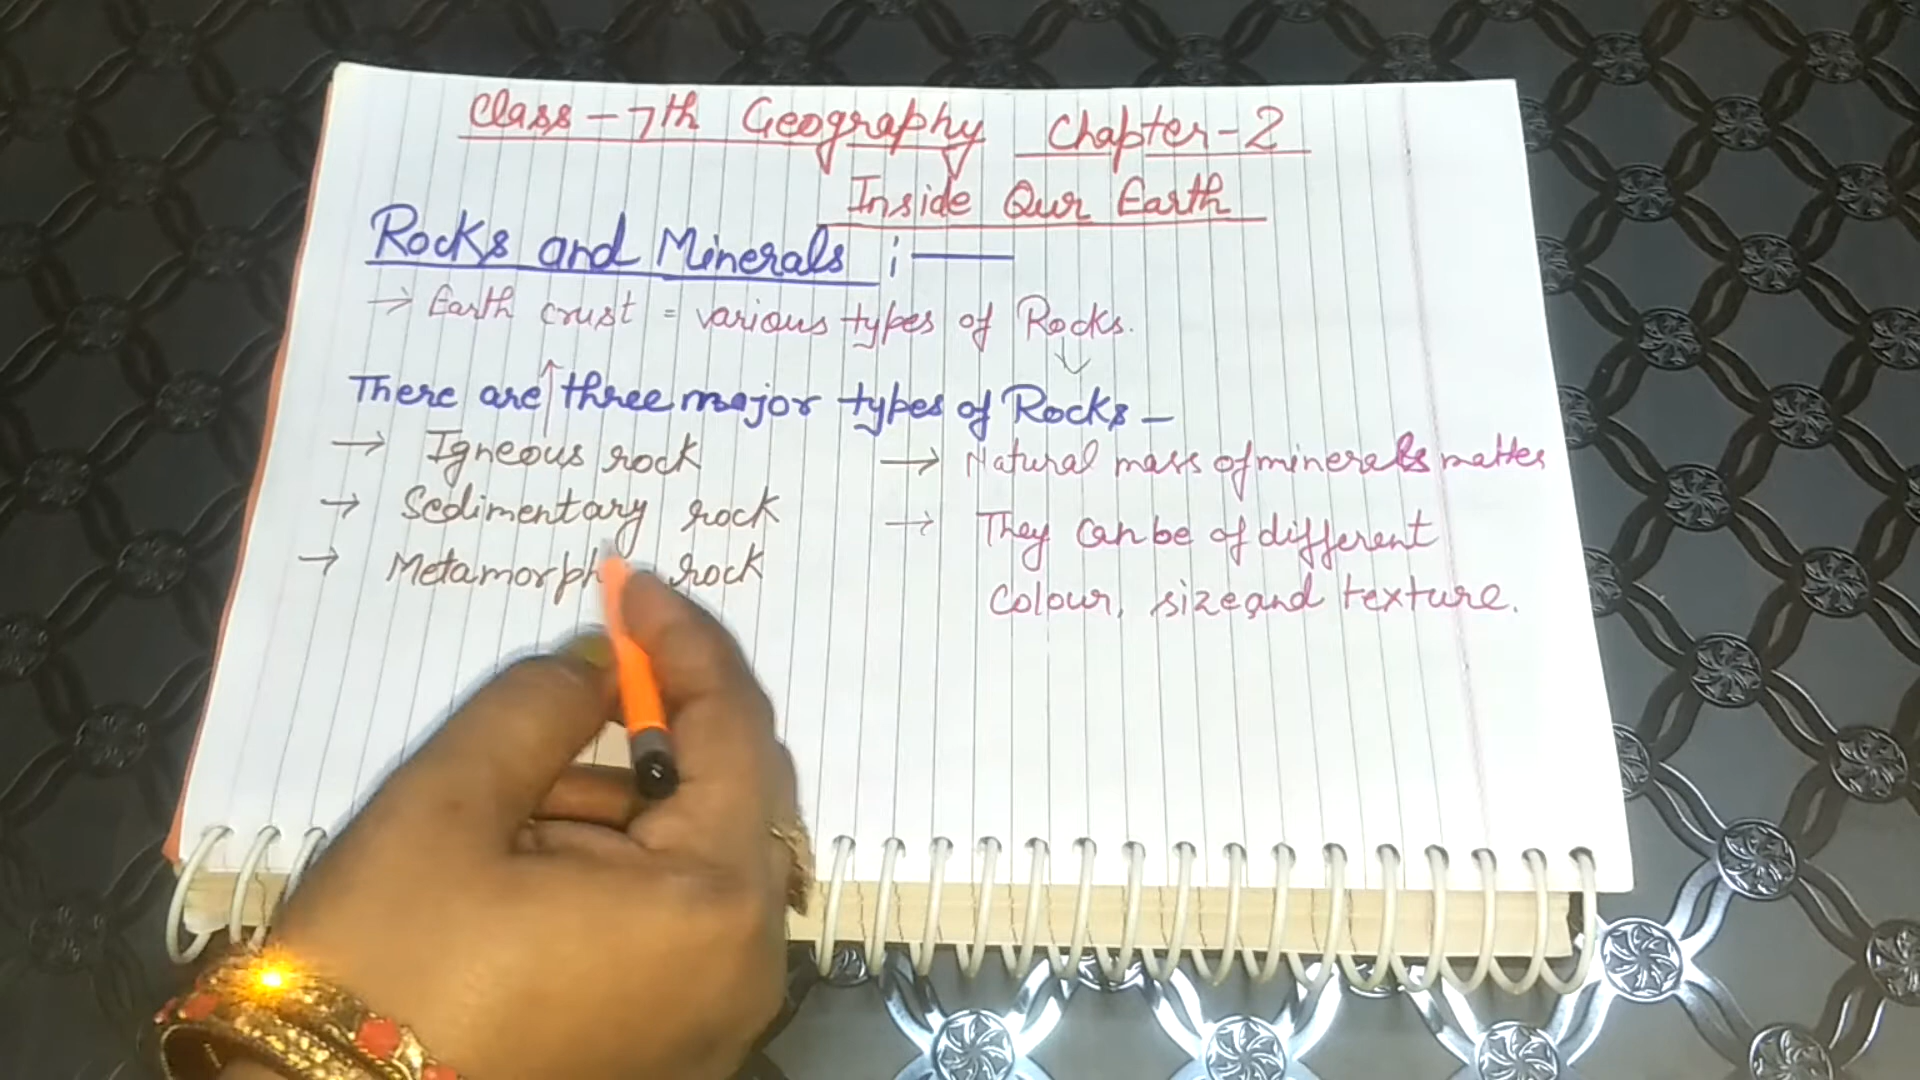 Class - 7th Geography Chapter - 2
Inside Our Earth
Rocks and Minerals : —
→ Earth crust = various types of Rocks.
There are three major types of Rocks -
→ Igneous rock
→ Sedimentary rock
→ rock
→ Natural mass of minerals matter
→ They can be of different
colour, size and texture.